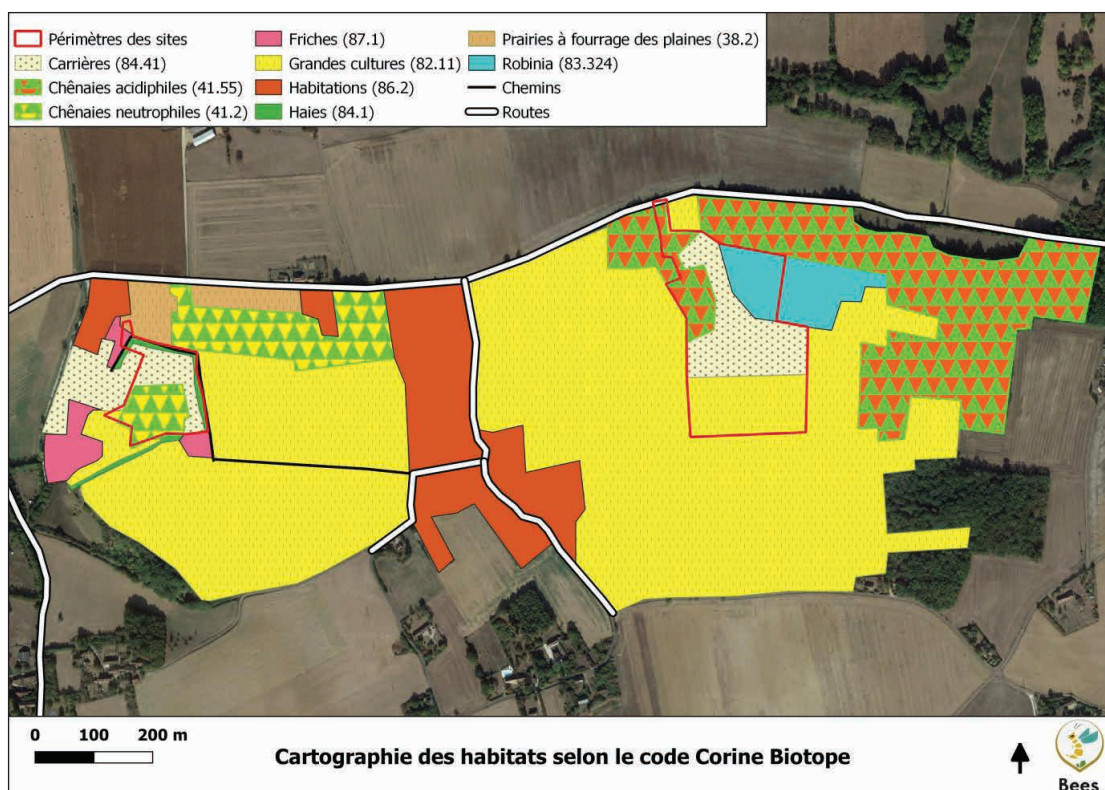 Périmètres des sites
Carrières (84.41)
Chênaies acidiphiles (41.55)
Chênaies neutrophiles (41.2)
Friches (87.1)
Grandes cultures (82.11)
Habitations (86.2)
Haies (84.1)
Prairies à fourrage des plaines (38.2)
Robinia (83.324)
Chemins
Routes
0 100 200 m
Cartographie des habitats selon le code Corine Biotope
Bees